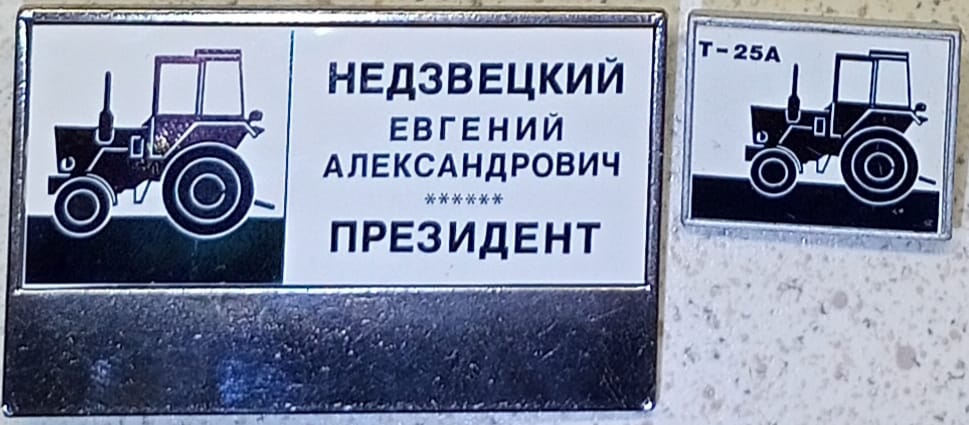 НЕДЗВЕЦКИЙ
ЕВГЕНИЙ
АЛЕКСАНДРОВИЧ
******
ПРЕЗИДЕНТ
Т-25А